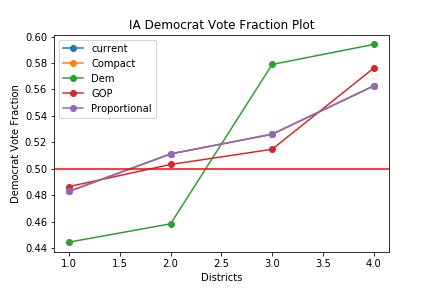 IA Democrat Vote Fraction Plot
0.60
0.58
0.56
0.54
0.52
0.50
0.48
0.46
0.44
Democrat Vote Fraction
current
Compact
Dem
GOP
Proportional
1.0 1.5 2.0 2.5 3.0 3.5 4.0
Districts